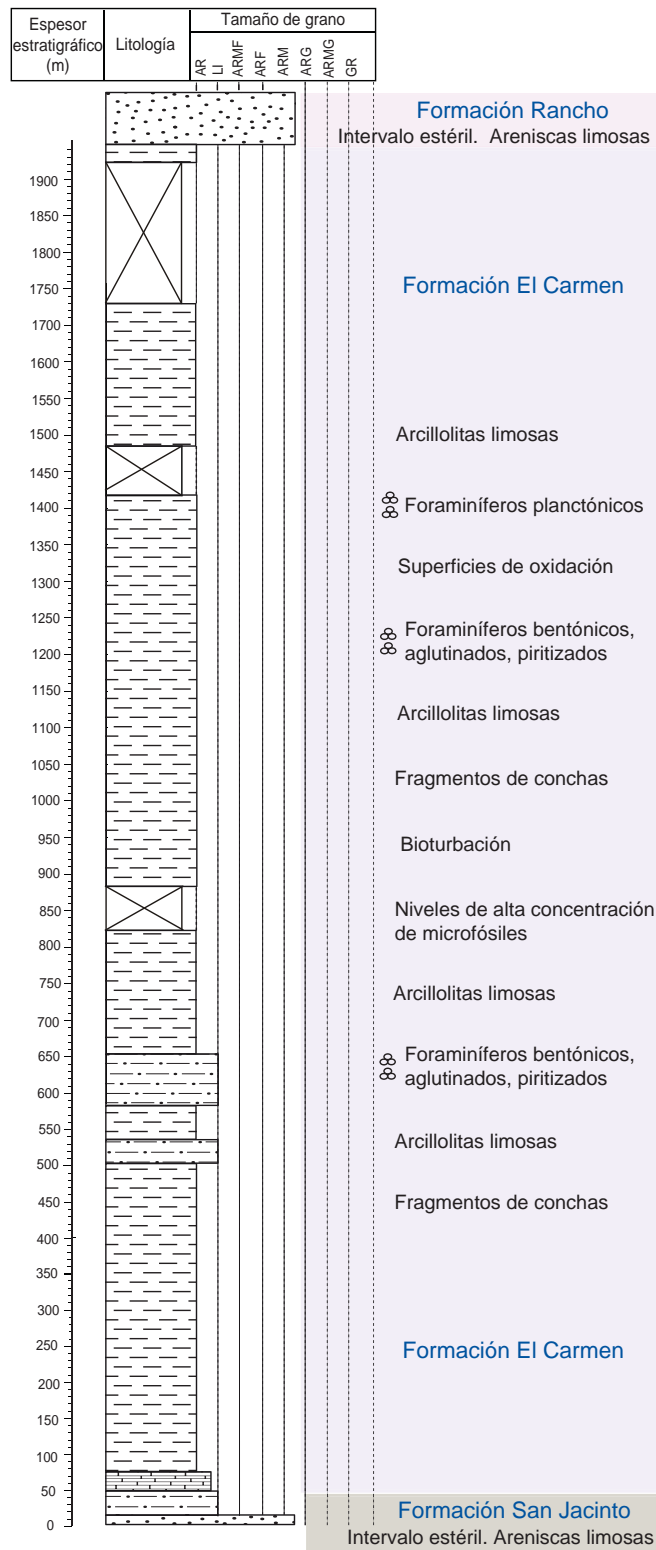 Espesor
estratigráfico
(m)
Litología
Tamaño de grano
AR
LI
ARMF
ARF
ARM
ARG
ARMG
GR
Formación Rancho
Intervalo estéril. Areniscas limosas
1900
1850
1800
Formación El Carmen
1750
1700
1600
1550
1500
Arcillolitas limosas
1450
1400
Foraminíferos planctónicos
1350
Superficies de oxidación
1300
1250
Foraminíferos bentónicos,
aglutinados, piritizados
1200
1150
Arcillolitas limosas
1100
1050
Fragmentos de conchas
1000
950
Bioturbación
900
850
Niveles de alta concentración
de microfósiles
800
750
Arcillolitas limosas
700
650
Foraminíferos bentónicos,
aglutinados, piritizados
600
550
Arcillolitas limosas
500
450
Fragmentos de conchas
400
350
300
250
Formación El Carmen
200
150
100
50
Formación San Jacinto
0
Intervalo estéril. Areniscas limosas